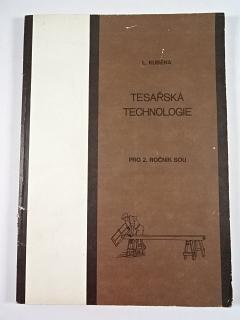 L. KUBĚNA
TESAŘSKÁ
TECHNOLOGIE
PRO 2. ROČNÍK SOU